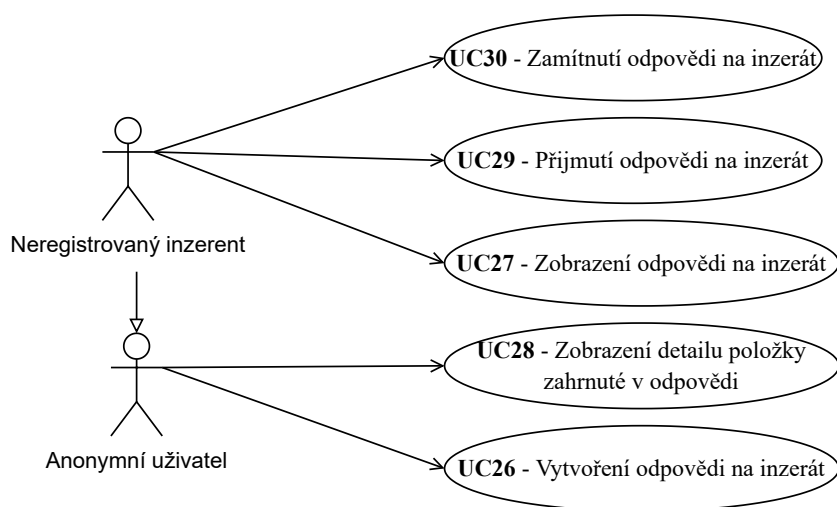 UC30 - Zamítnutí odpovědi na inzerát
UC29 - Přijmutí odpovědi na inzerát
Neregistrovaný inzerent
UC27 - Zobrazení odpovědi na inzerát
UC28 - Zobrazení detailu položky
zahrnuté v odpovědi
Anonymní uživatel
UC26 - Vytvoření odpovědi na inzerát